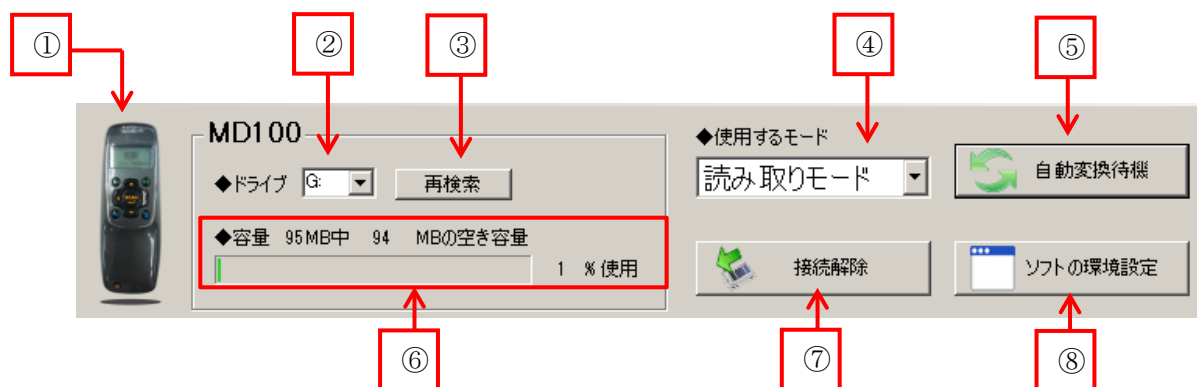 ① ② ③ ④ ⑤
MD100
◆ドライブ G: 再検索
◆容量 95MB中 94 MBの空き容量
1 %使用
◆使用するモード
読み取りモード
自動変換待機
接続解除
ソフトの環境設定
⑥ ⑦ ⑧